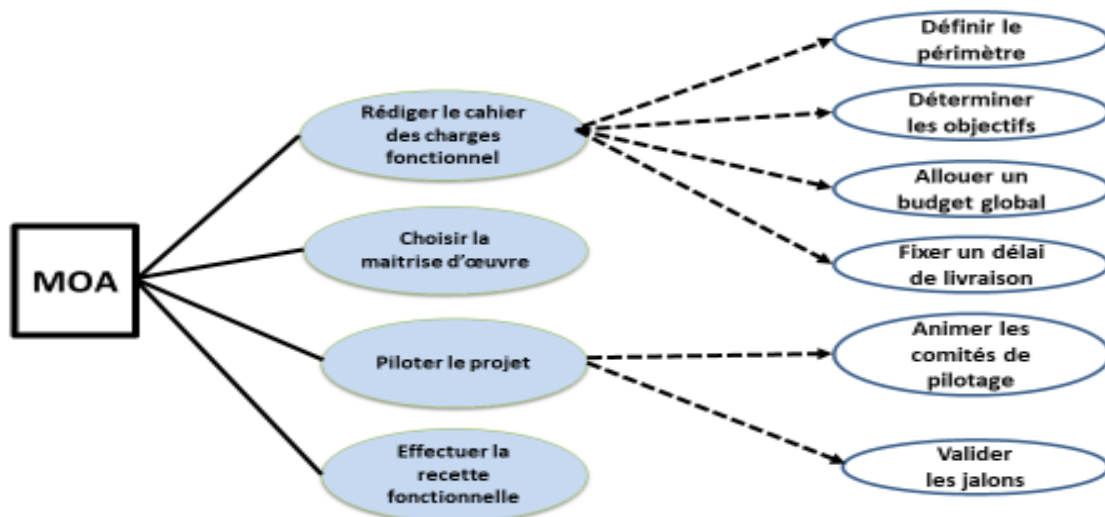 MOA
Rédiger le cahier
des charges
fonctionnel
Choisir la
maitrise d'œuvre
Piloter le projet
Effectuer la
recette
fonctionnelle
Définir le
périmètre
Déterminer
les objectifs
Allouer un
budget global
Fixer un délai
de livraison
Animer les
comités de
pilotage
Valider
les jalons